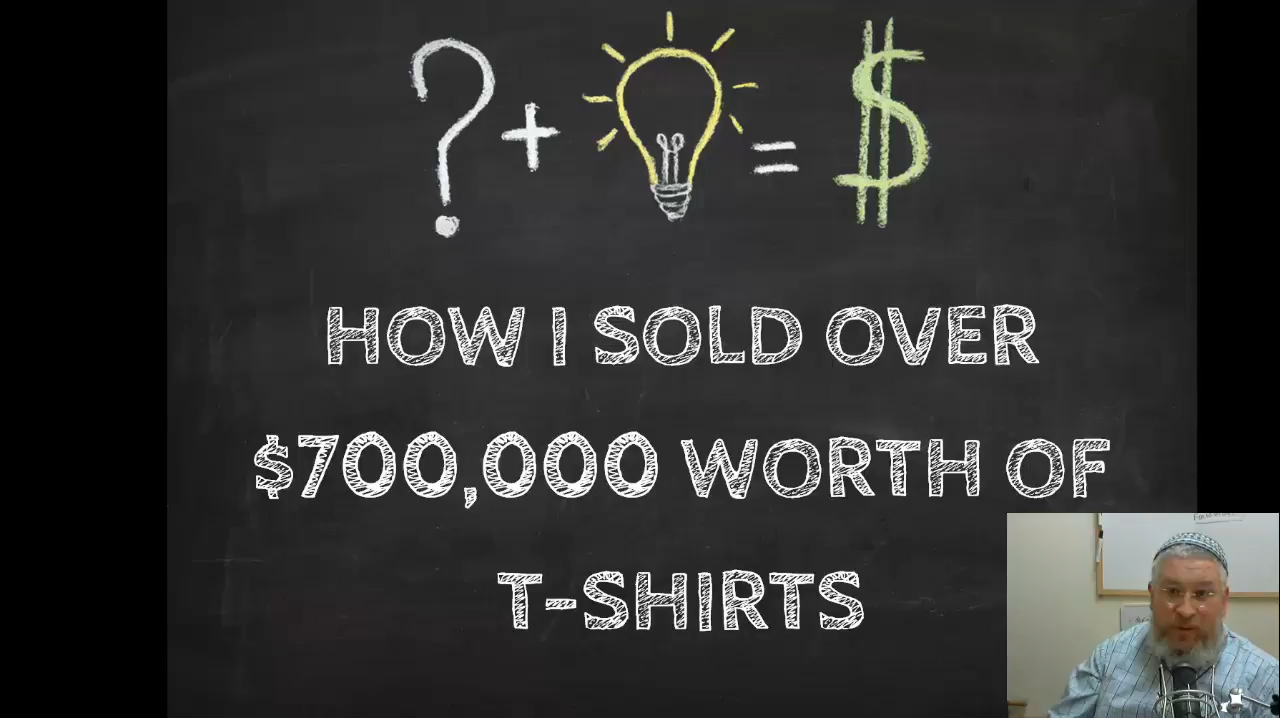 ? + = $
HOW I SOLD OVER
$700,000 WORTH OF
T-SHIRTS